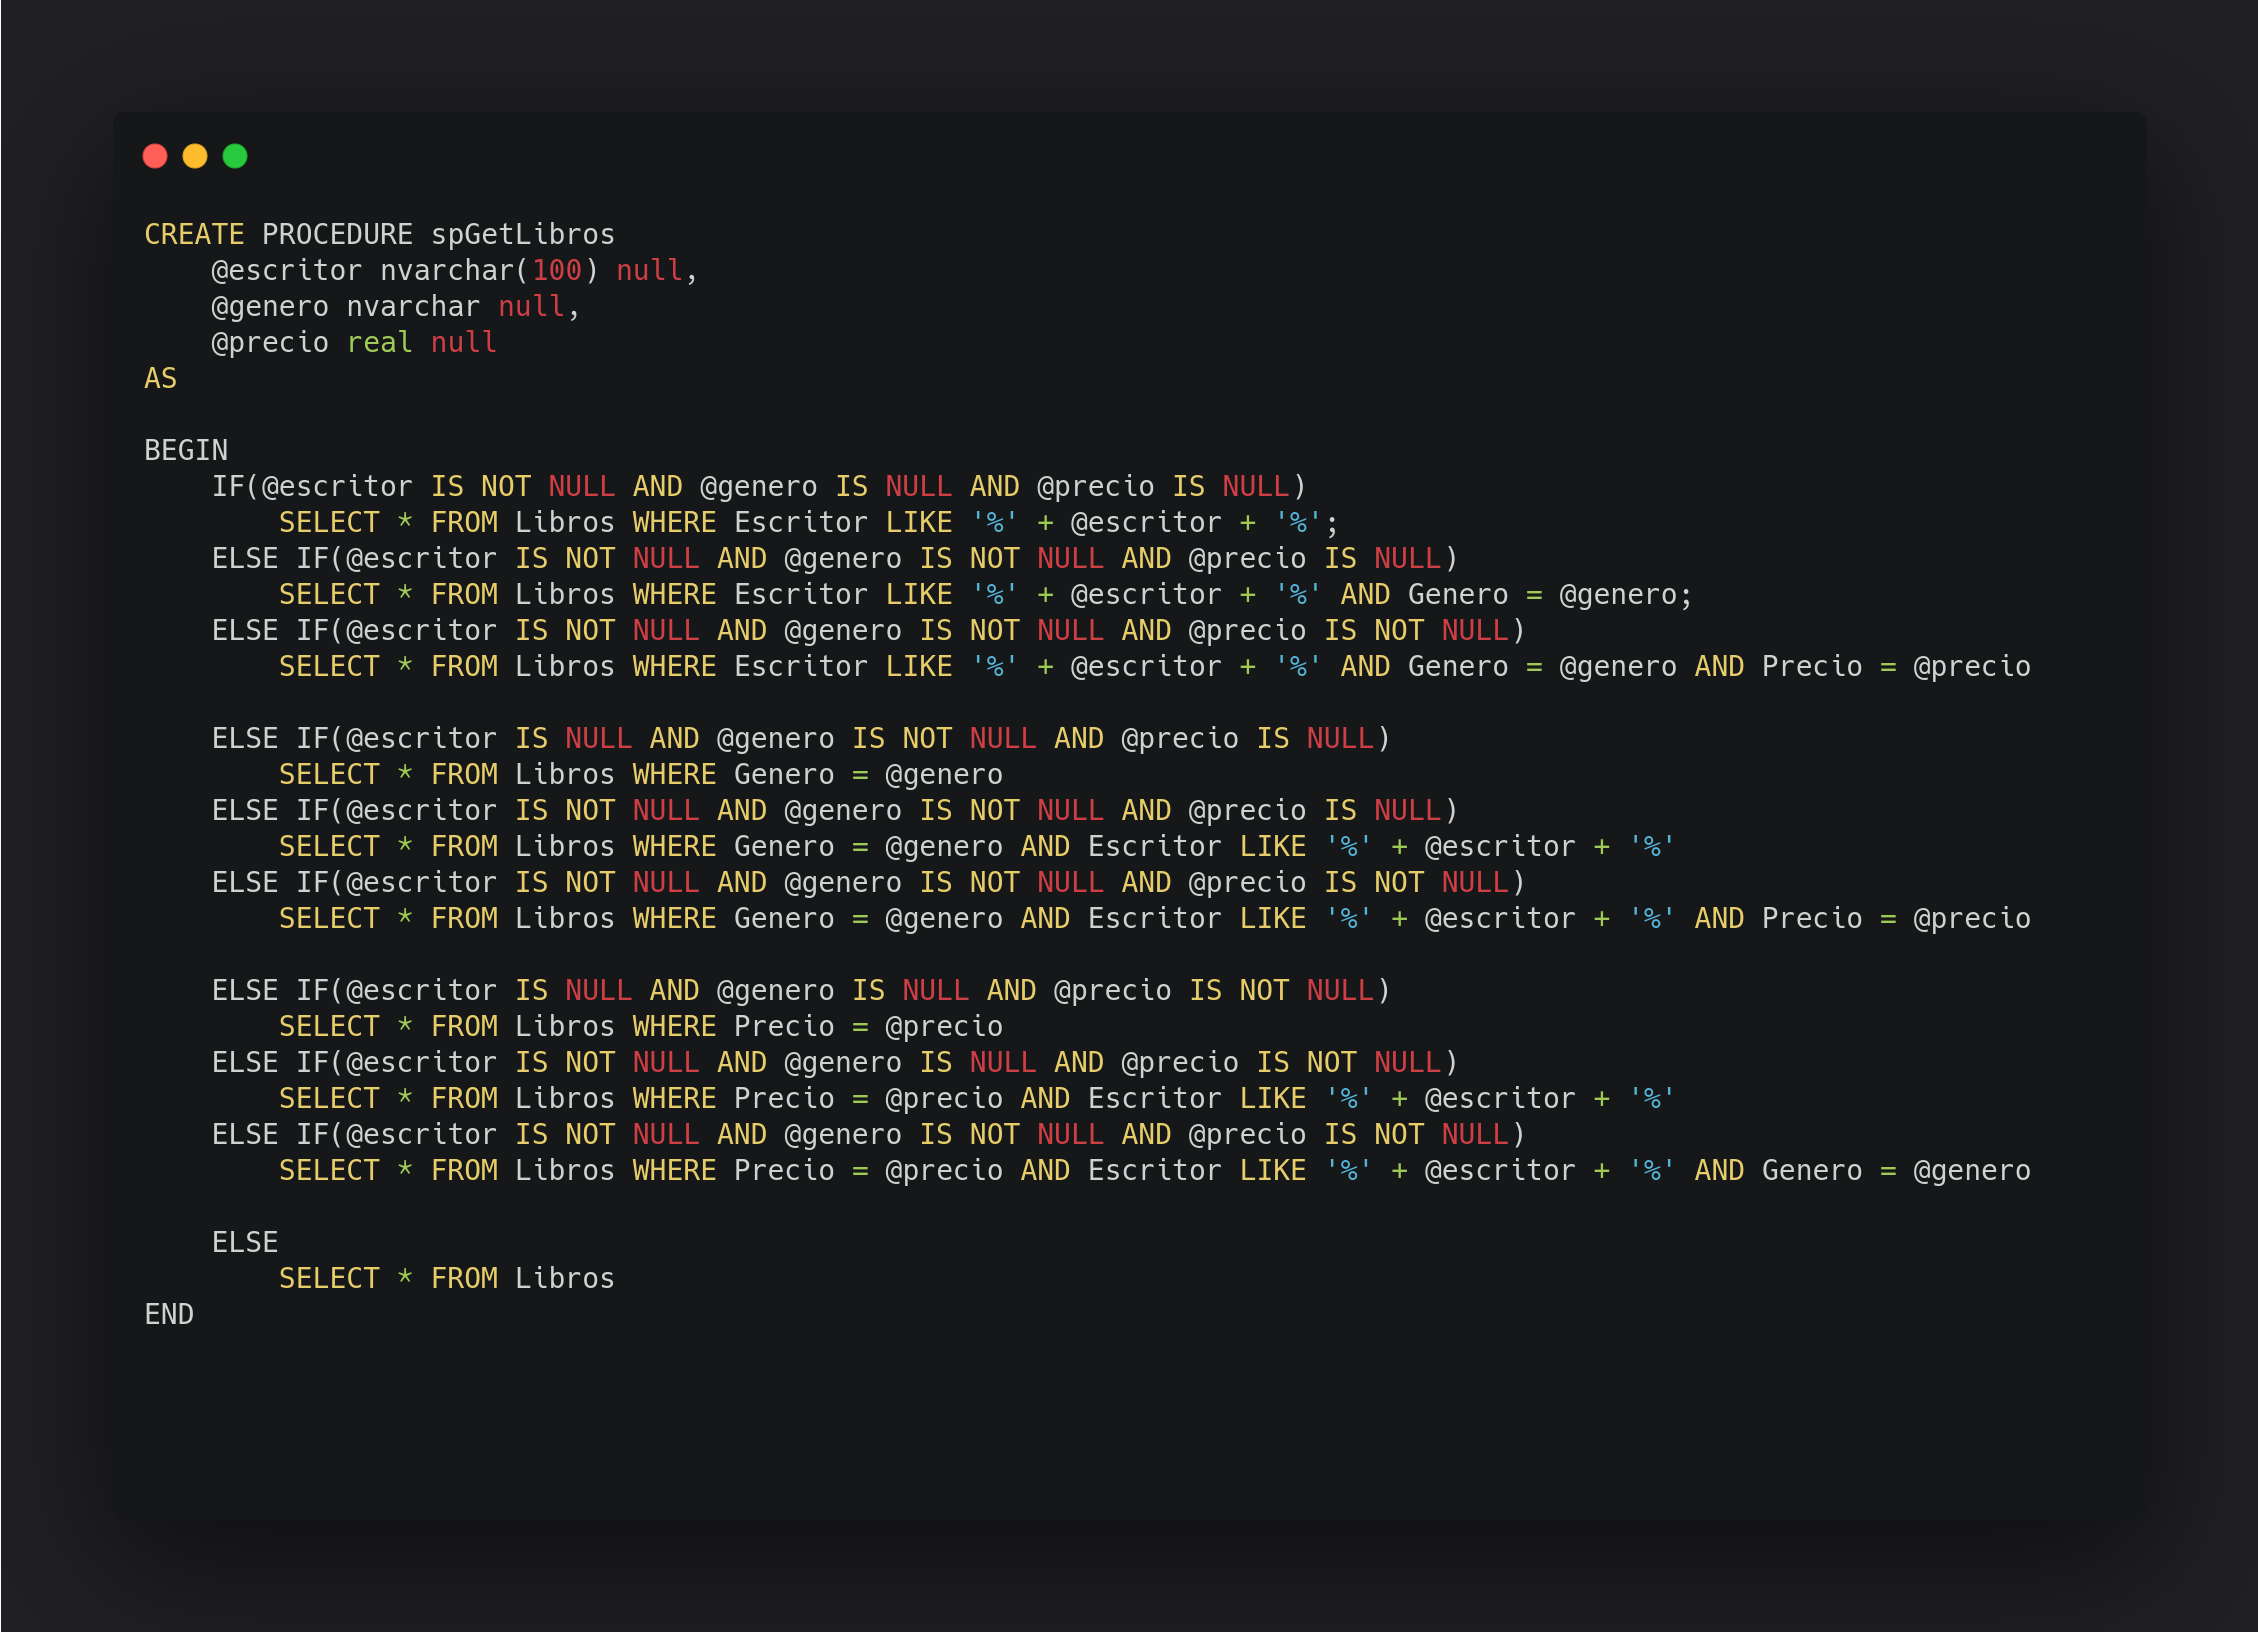 CREATE PROCEDURE spGetLibros
    @escritor nvarchar(100) null,
    @genero nvarchar null,
    @precio real null
AS

BEGIN
    IF(@escritor IS NOT NULL AND @genero IS NULL AND @precio IS NULL)
        SELECT * FROM Libros WHERE Escritor LIKE '%' + @escritor + '%';
    ELSE IF(@escritor IS NOT NULL AND @genero IS NOT NULL AND @precio IS NULL)
        SELECT * FROM Libros WHERE Escritor LIKE '%' + @escritor + '%' AND Genero = @genero;
    ELSE IF(@escritor IS NOT NULL AND @genero IS NOT NULL AND @precio IS NOT NULL)
        SELECT * FROM Libros WHERE Escritor LIKE '%' + @escritor + '%' AND Genero = @genero AND Precio = @precio

    ELSE IF(@escritor IS NULL AND @genero IS NOT NULL AND @precio IS NULL)
        SELECT * FROM Libros WHERE Genero = @genero
    ELSE IF(@escritor IS NOT NULL AND @genero IS NOT NULL AND @precio IS NULL)
        SELECT * FROM Libros WHERE Genero = @genero AND Escritor LIKE '%' + @escritor + '%'
    ELSE IF(@escritor IS NOT NULL AND @genero IS NOT NULL AND @precio IS NOT NULL)
        SELECT * FROM Libros WHERE Genero = @genero AND Escritor LIKE '%' + @escritor + '%' AND Precio = @precio

    ELSE IF(@escritor IS NULL AND @genero IS NULL AND @precio IS NOT NULL)
        SELECT * FROM Libros WHERE Precio = @precio
    ELSE IF(@escritor IS NOT NULL AND @genero IS NULL AND @precio IS NOT NULL)
        SELECT * FROM Libros WHERE Precio = @precio AND Escritor LIKE '%' + @escritor + '%'
    ELSE IF(@escritor IS NOT NULL AND @genero IS NOT NULL AND @precio IS NOT NULL)
        SELECT * FROM Libros WHERE Precio = @precio AND Escritor LIKE '%' + @escritor + '%' AND Genero = @genero

    ELSE
        SELECT * FROM Libros
END